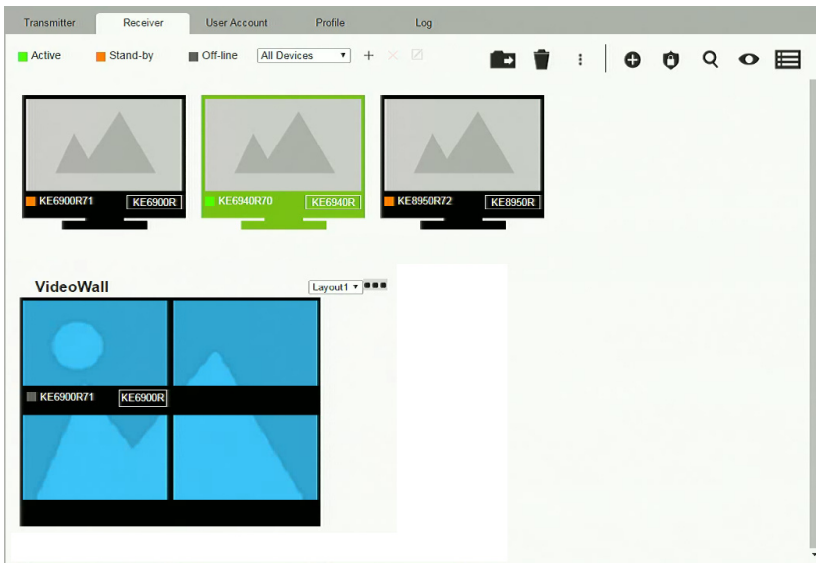 Transmitter Receiver User Account Profile Log
Active Stand-by Off-line All Devices
KE6900R71 KE6900R KE6940R70 KE6940R KE8950R72 KE8950R
VideoWall Layout1
KE6900R71 KE6900R